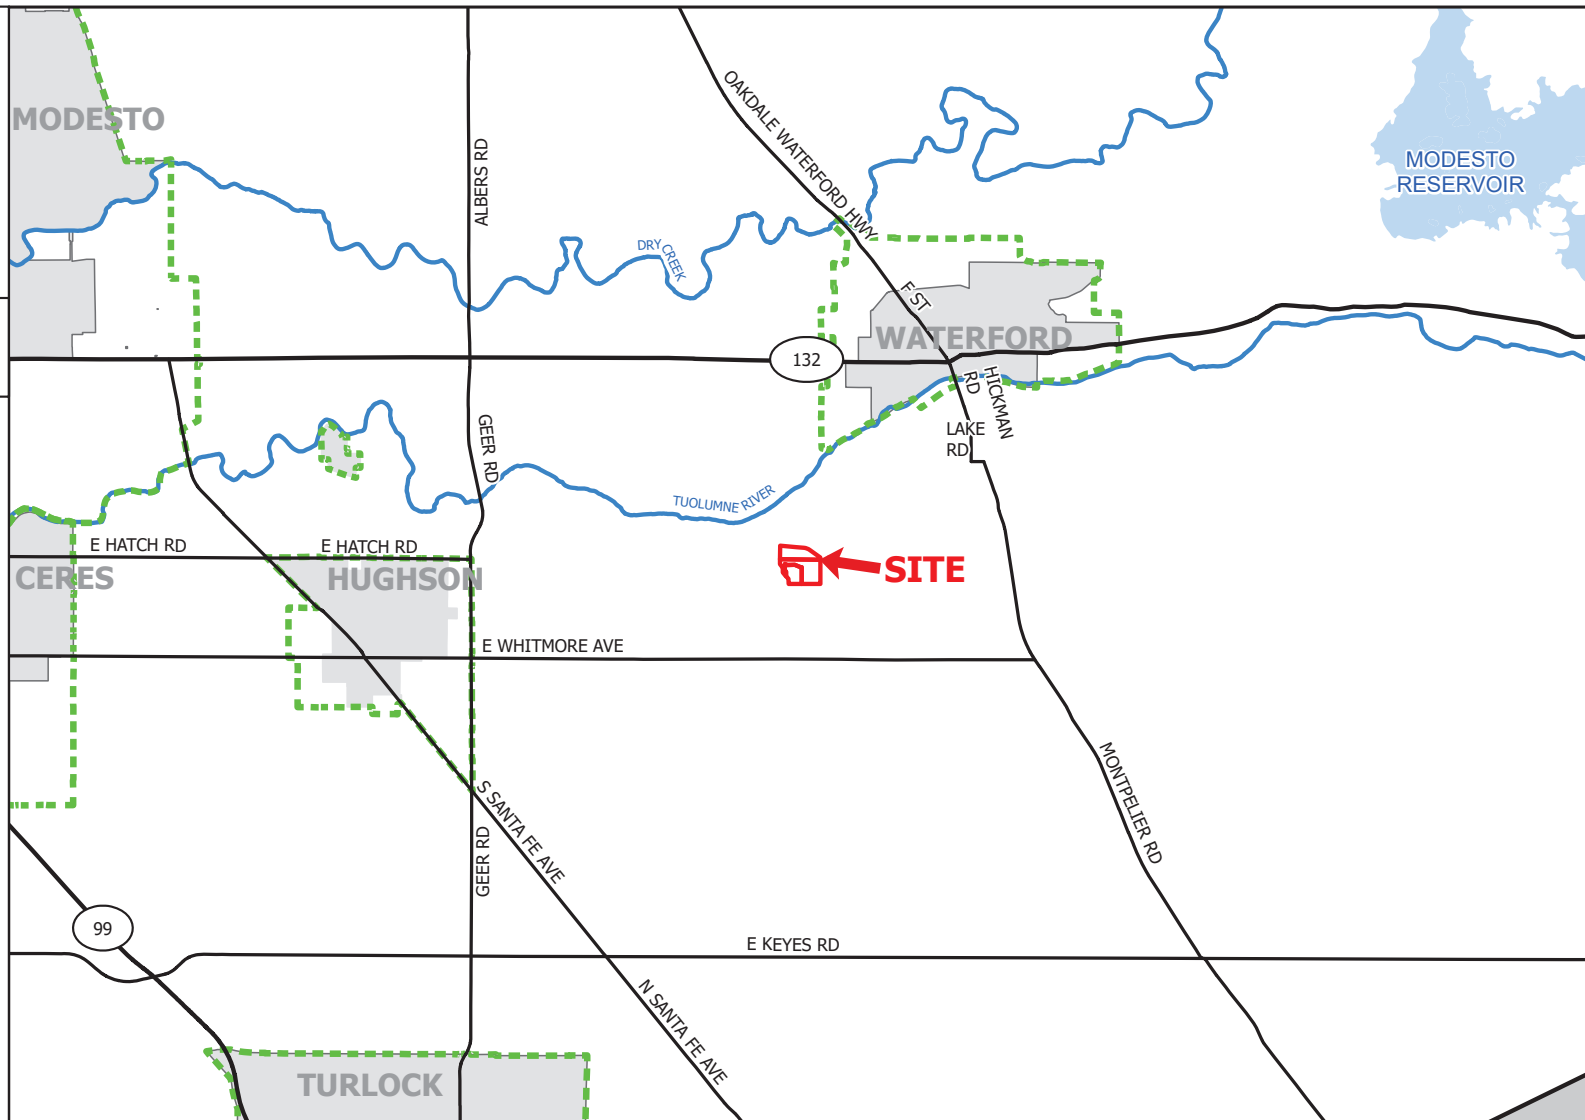 MODESTO
ALBERS RD
OAKDALE WATERFORD HWY
MODESTO
RESERVOIR
DRY CREEK
F ST
WATERFORD
132
HICKMAN
RD
LAKE
RD
GEER RD
TUOLUMNE RIVER
E HATCH RD
E HATCH RD
CERES
HUGHSON
SITE
E WHITMORE AVE
MONTPELIER RD
S SANTA FE AVE
GEER RD
99
E KEYES RD
N SANTA FE AVE
TURLOCK